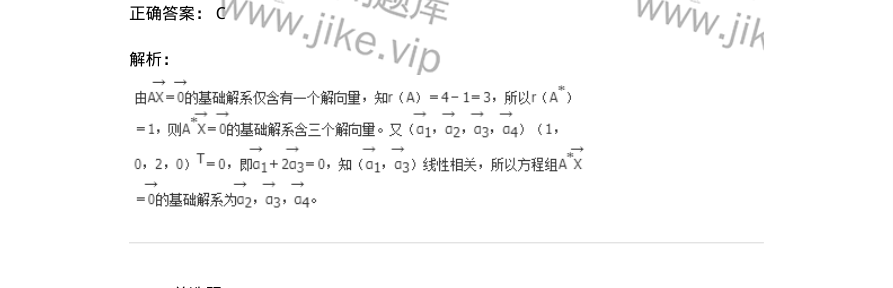 正确答案： C
题库
www.jike.vip
www.jik
解析:
由AX=0的基础解系仅含有一个解向量，知r（A）=4-1=3，所以r（A*）
=1，则A*X=0的基础解系含三个解向量。又（α1，α2，α3，α4）（1，
0，2，0）T=0，即α1+2α3=0，知（α1，α3）线性相关，所以方程组A*X
=0的基础解系为α2，α3，α4。